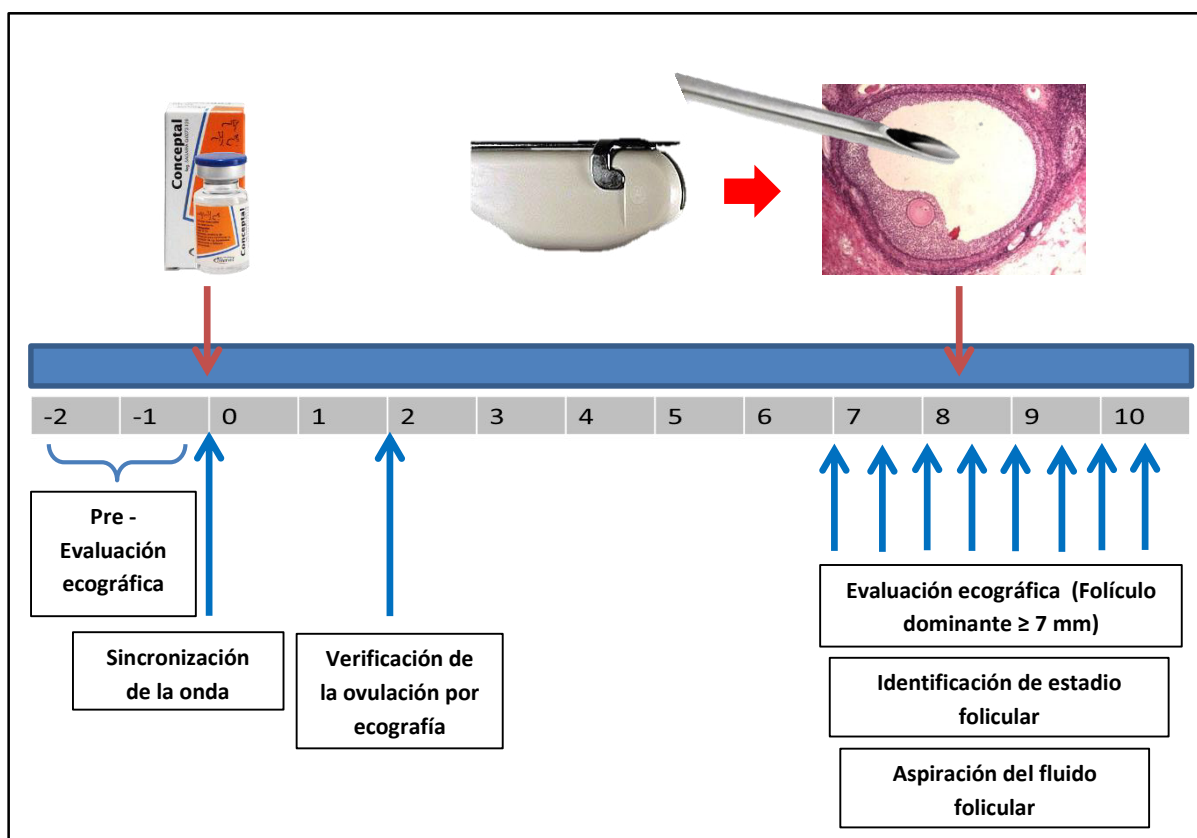 Conceptal
Conceptal
-2 -1 0 1 2 3 4 5 6 7 8 9 10
Pre -
Evaluación
ecográfica
Sincronización
de la onda
Verificación de
la ovulación por
ecografía
Evaluación ecográfica (Folículo
dominante ≥ 7 mm)
Identificación de estadio
folicular
Aspiración del fluido
folicular